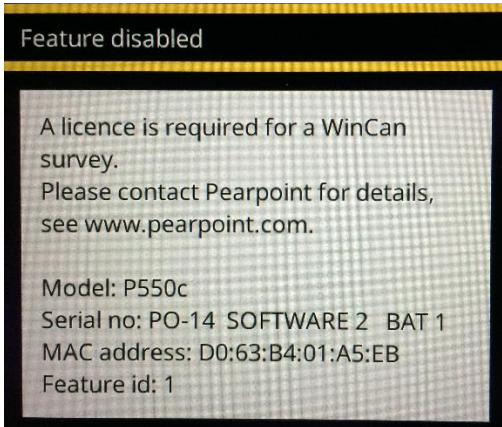 Feature disabled
A licence is required for a WinCan
survey.
Please contact Pearpoint for details,
see www.pearpoint.com.
Model: P550c
Serial no: PO-14 SOFTWARE 2 BAT 1
MAC address: D0:63:B4:01:A5:EB
Feature id: 1